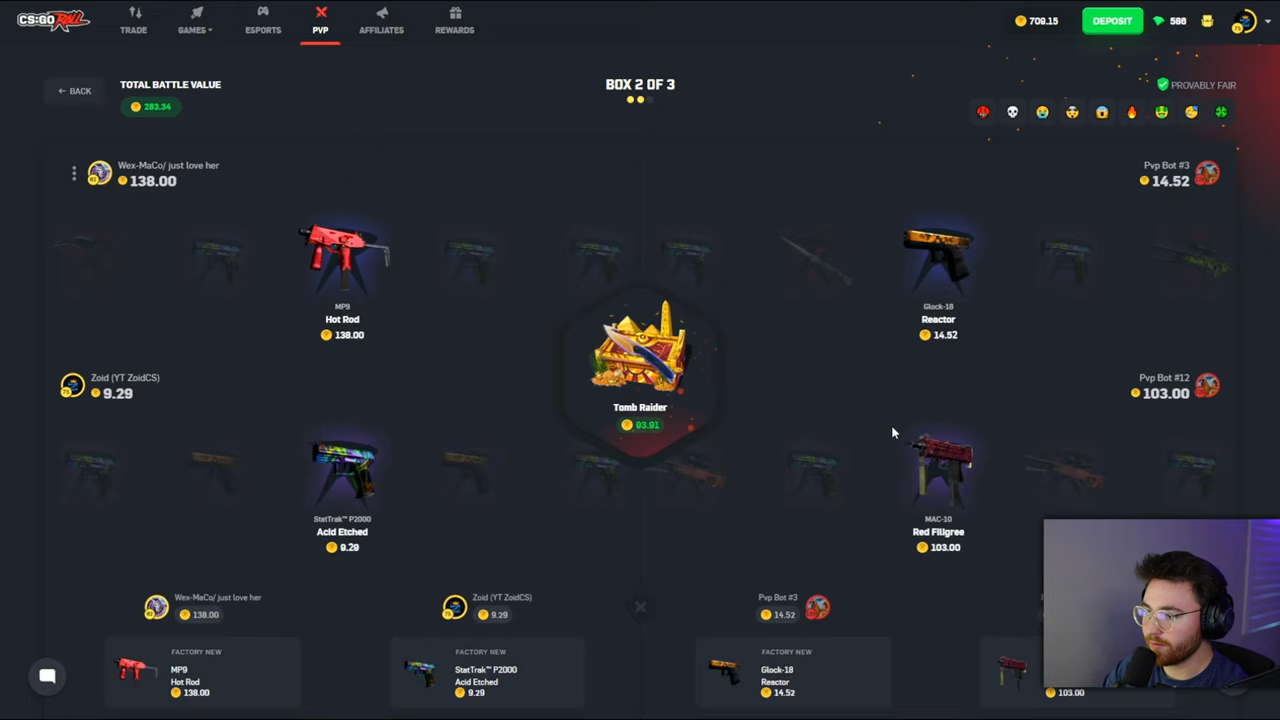 CS:GO ROLL
TRADE
GAMES
ESPORTS
PVP
AFFILIATES
REWARDS
709.15
DEPOSIT
586
75
← BACK
TOTAL BATTLE VALUE
263.34
BOX 2 OF 3
PROVABLY FAIR
Wex-MaCo/ just love her
138.00
Pvp Bot #3
14.52
MP9
Hot Rod
138.00
Glock-18
Reactor
14.52
Zoid (YT ZoidCS)
9.29
Pvp Bot #12
103.00
Tomb Raider
93.91
StatTrak™ P2000
Acid Etched
9.29
MAC-10
Red Filigree
103.00
Wex-MaCo/ just love her
138.00
Zoid (YT ZoidCS)
9.29
Pvp Bot #3
14.52
FACTORY NEW
MP9
Hot Rod
138.00
FACTORY NEW
StatTrak™ P2000
Acid Etched
9.29
FACTORY NEW
Glock-18
Reactor
14.52
103.00